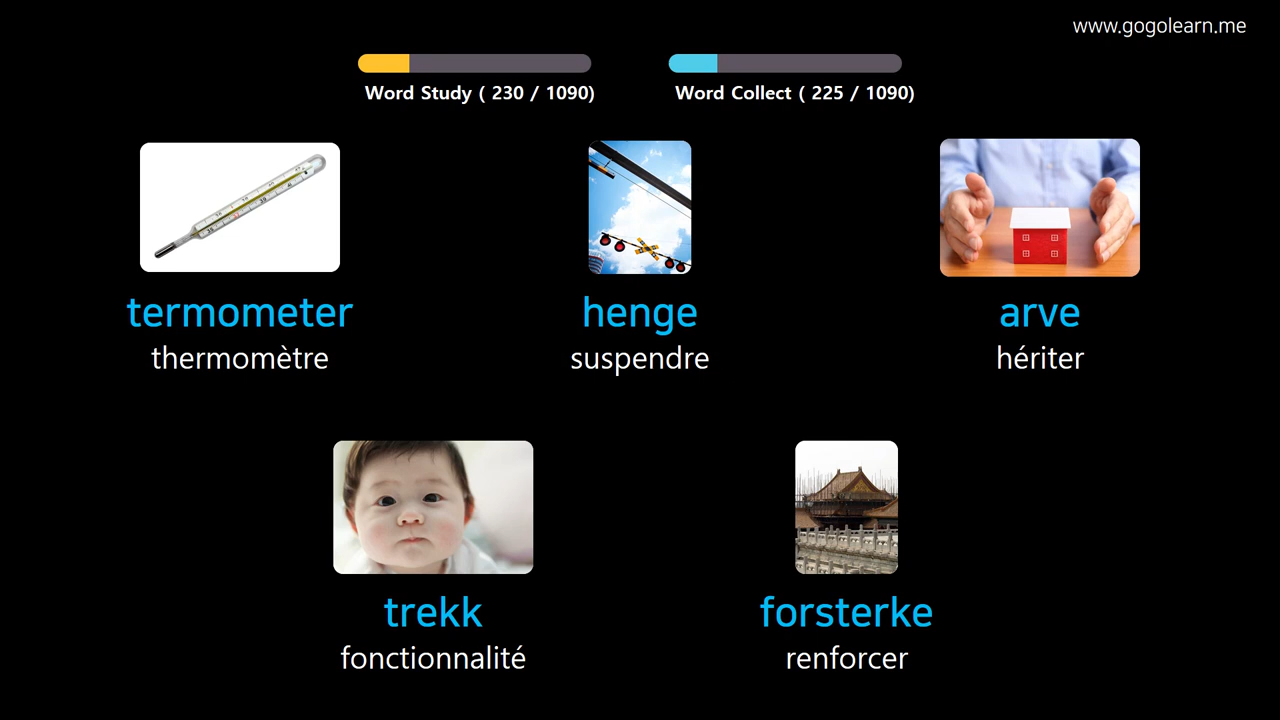 www.gogolearn.me
Word Study ( 230 / 1090)
Word Collect ( 225 / 1090)
termometer
thermomètre
henge
suspendre
arve
hériter
trekk
fonctionnalité
forsterke
renforcer